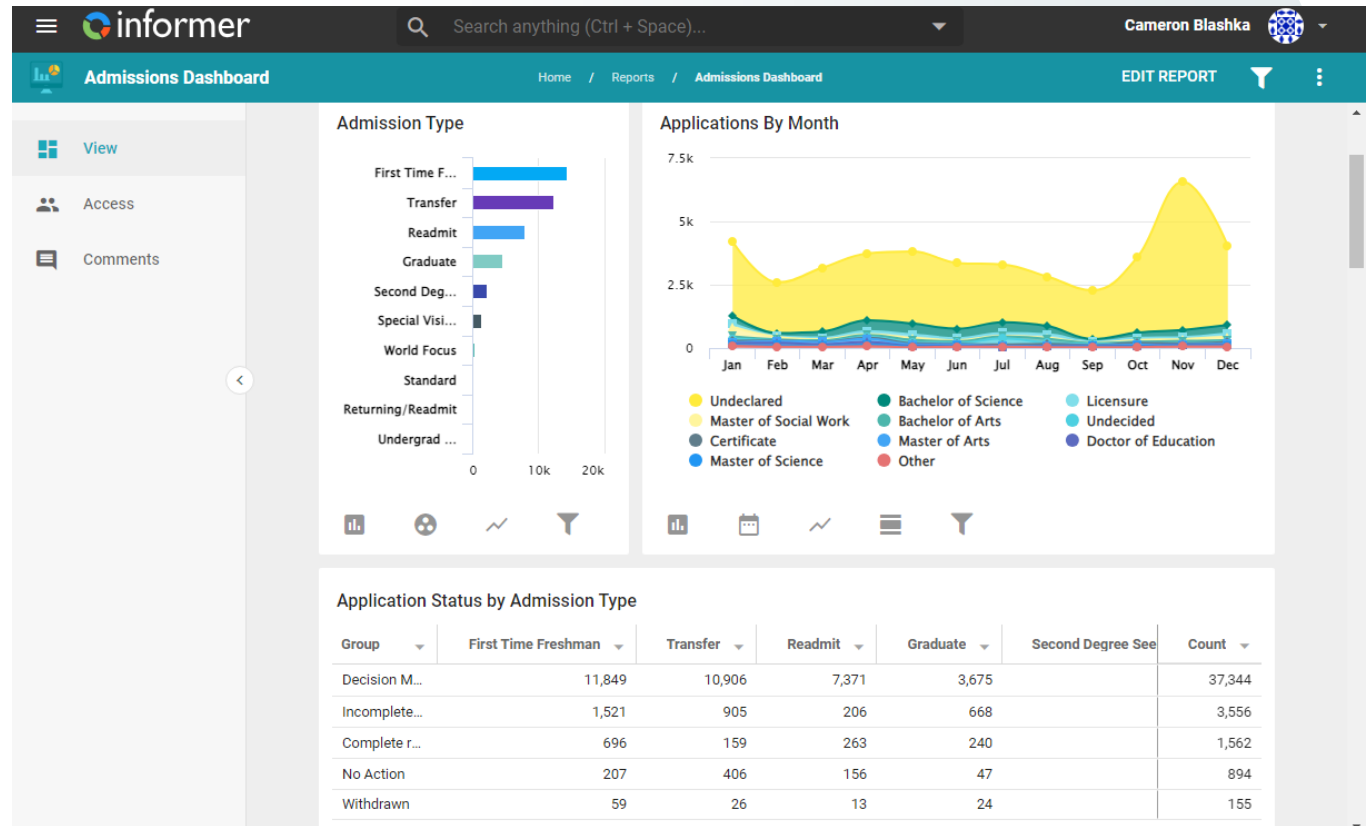 informer
Search anything (Ctrl + Space)...
Cameron Blashka
Admissions Dashboard
Home / Reports / Admissions Dashboard
EDIT REPORT
View
Access
Comments
Admission Type
First Time F...
Transfer
Readmit
Graduate
Second Deg...
Special Visi...
World Focus
Standard
Returning/Readmit
Undergrad ...
0 10k 20k
Applications By Month
7.5k
5k
2.5k
0
Jan Feb Mar Apr May Jun Jul Aug Sep Oct Nov Dec
Undeclared Bachelor of Science Licensure
Master of Social Work Bachelor of Arts Undecided
Certificate Master of Arts Doctor of Education
Master of Science Other
Application Status by Admission Type
Group First Time Freshman Transfer Readmit Graduate Second Degree See Count
Decision M... 11,849 10,906 7,371 3,675 37,344
Incomplete... 1,521 905 206 668 3,556
Complete r... 696 159 263 240 1,562
No Action 207 406 156 47 894
Withdrawn 59 26 13 24 155